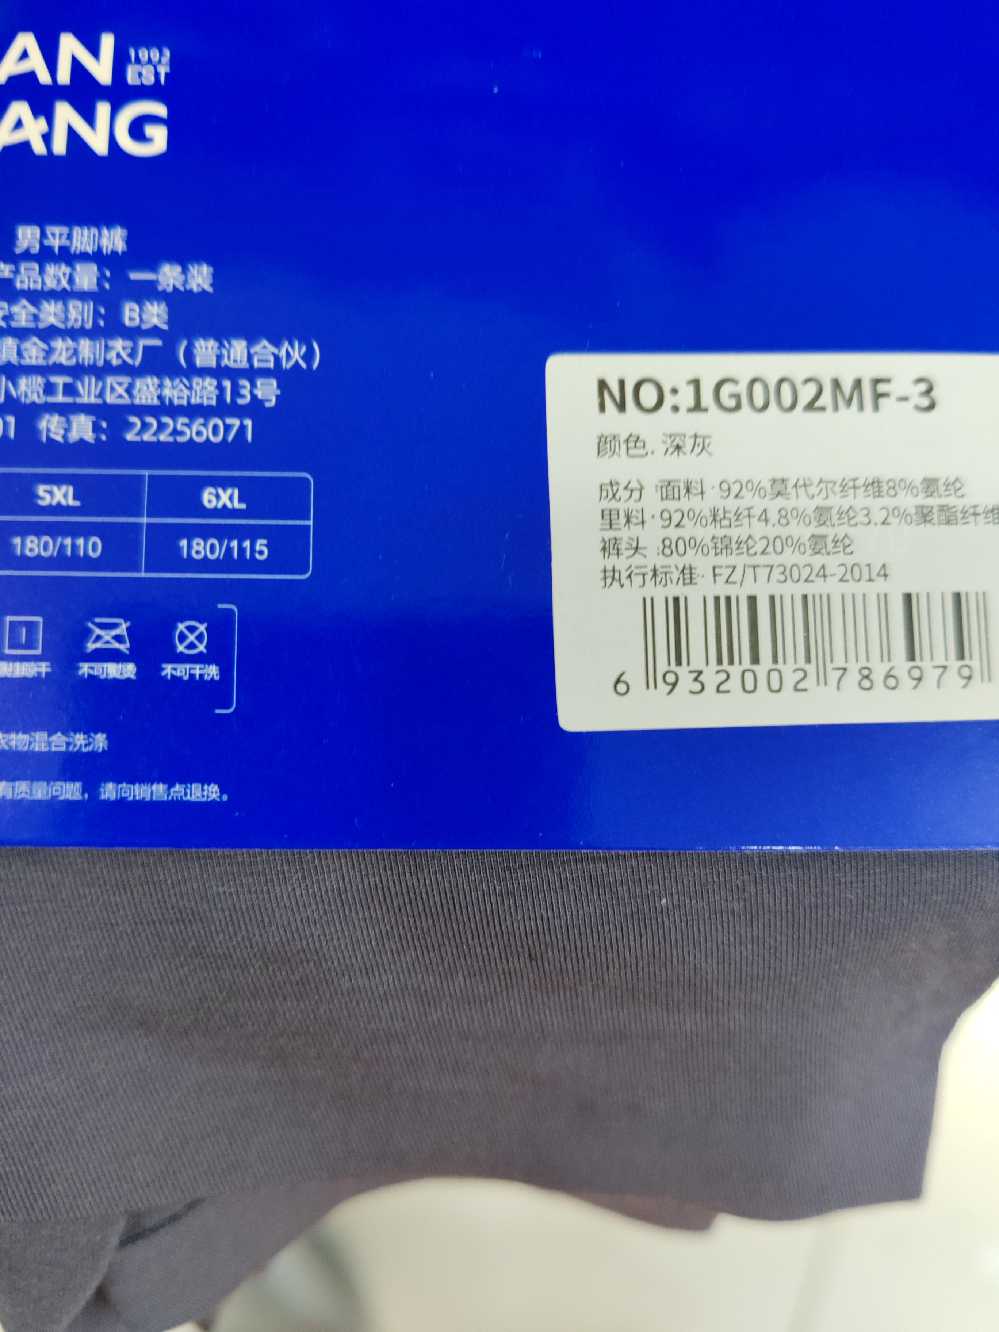 AN 1992
EST
ANG
男平脚裤
产品数量：一条装
安全类别：B类
镇金龙制衣厂（普通合伙）
小榄工业区盛裕路13号
01 传真：22256071
5XL 6XL
180/110 180/115
不可熨烫 不可干洗
衣物混合洗涤
有质量问题，请向销售点退换。
NO:1G002MF-3
颜色.深灰
成分 面料·92%莫代尔纤维8%氨纶
里料·92%粘纤4.8%氨纶3.2%聚酯纤维
裤头:80%锦纶20%氨纶
执行标准·FZ/T73024-2014
6 932002 786979